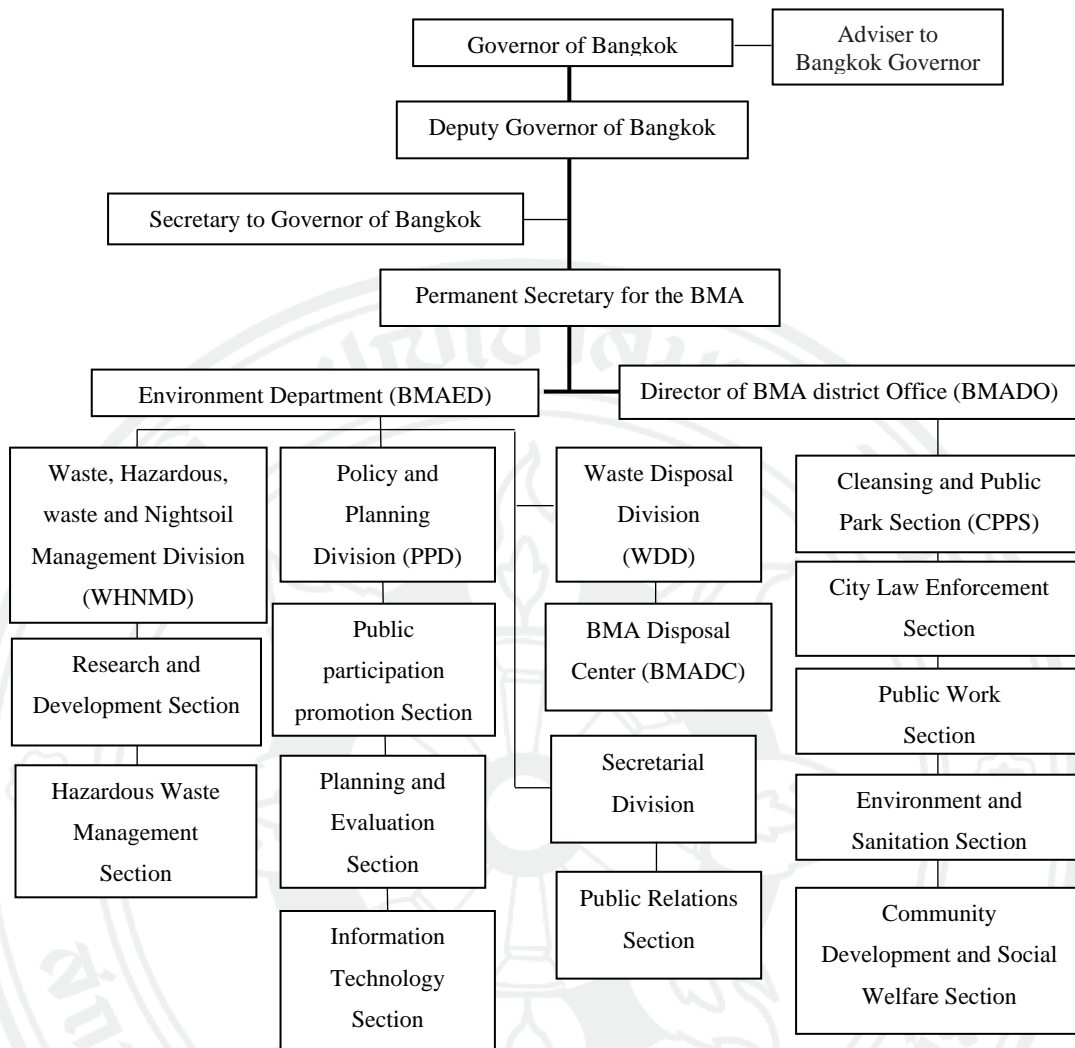 Governor of Bangkok
Adviser to
Bangkok Governor
Deputy Governor of Bangkok
Secretary to Governor of Bangkok
Permanent Secretary for the BMA
Environment Department (BMAED)
Director of BMA district Office (BMADO)
Waste, Hazardous,
waste and Nightsoil
Management Division
(WHNMD)
Research and
Development Section
Hazardous Waste
Management
Section
Policy and
Planning
Division (PPD)
Public
participation
promotion Section
Planning and
Evaluation
Section
Information
Technology
Section
Waste Disposal
Division
(WDD)
BMA Disposal
Center (BMADC)
Secretarial
Division
Public Relations
Section
Cleansing and Public
Park Section (CPPS)
City Law Enforcement
Section
Public Work
Section
Environment and
Sanitation Section
Community
Development and Social
Welfare Section